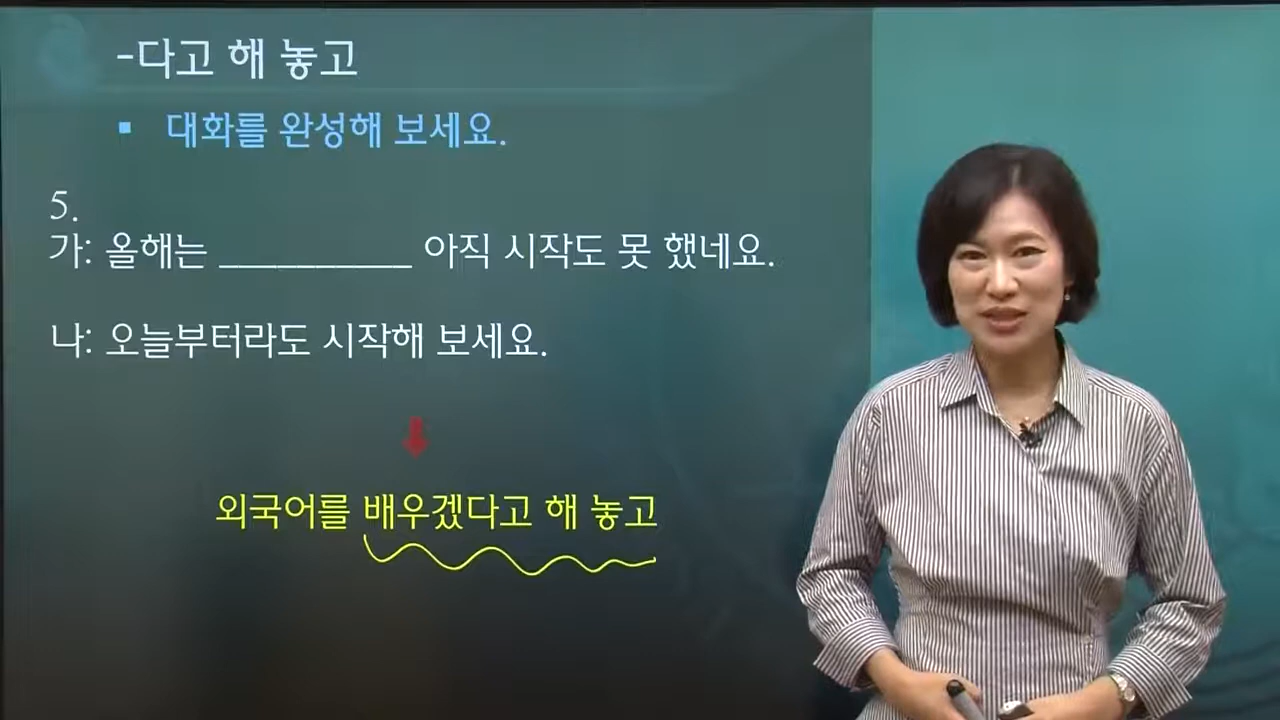 -다고 해 놓고
▪ 대화를 완성해 보세요.
5.
가: 올해는 __________ 아직 시작도 못 했네요.
나: 오늘부터라도 시작해 보세요.
외국어를 배우겠다고 해 놓고